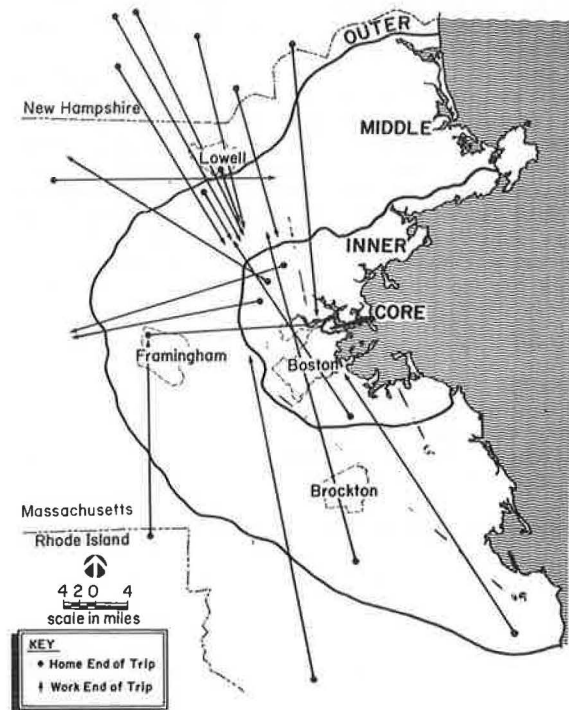 OUTER
New Hampshire
MIDDLE
Lowell
INNER
CORE
Framingham
Boston
Brockton
Massachusetts
Rhode Island
4 2 0 4
scale in miles
KEY
Home End of Trip
Work End of Trip